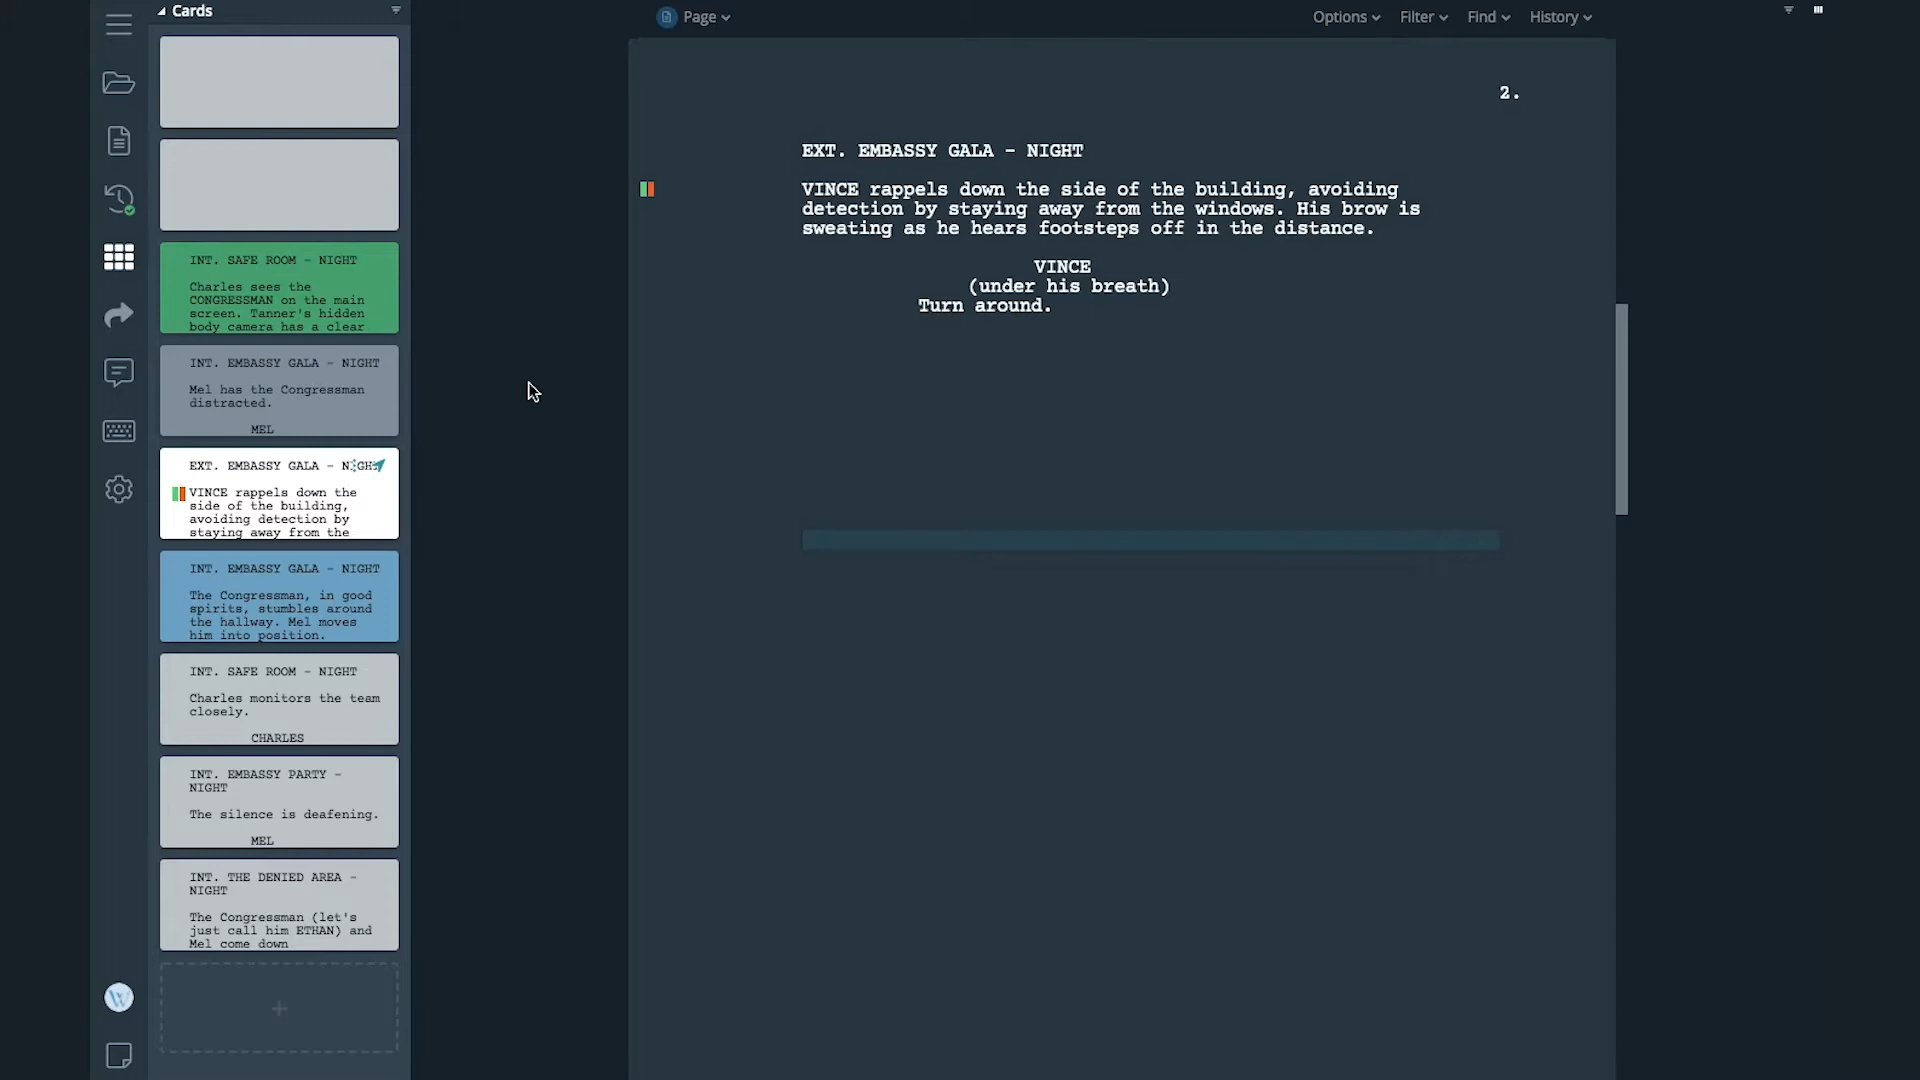 Cards
INT. SAFE ROOM - NIGHT
Charles sees the
CONGRESSMAN on the main
screen. Tanner's hidden
body camera has a clear
INT. EMBASSY GALA - NIGHT
Mel has the Congressman
distracted.
MEL
EXT. EMBASSY GALA - NIGHT
VINCE rappels down the
side of the building,
avoiding detection by
staying away from the
INT. EMBASSY GALA - NIGHT
The Congressman, in good
spirits, stumbles around
the hallway. Mel moves
him into position.
INT. SAFE ROOM - NIGHT
Charles monitors the team
closely.
CHARLES
INT. EMBASSY PARTY -
NIGHT
The silence is deafening.
MEL
INT. THE DENIED AREA -
NIGHT
The Congressman (let's
just call him ETHAN) and
Mel come down
+
W
Page
Options Filter Find History
2.
EXT. EMBASSY GALA - NIGHT
VINCE rappels down the side of the building, avoiding
detection by staying away from the windows. His brow is
sweating as he hears footsteps off in the distance.
VINCE
(under his breath)
Turn around.